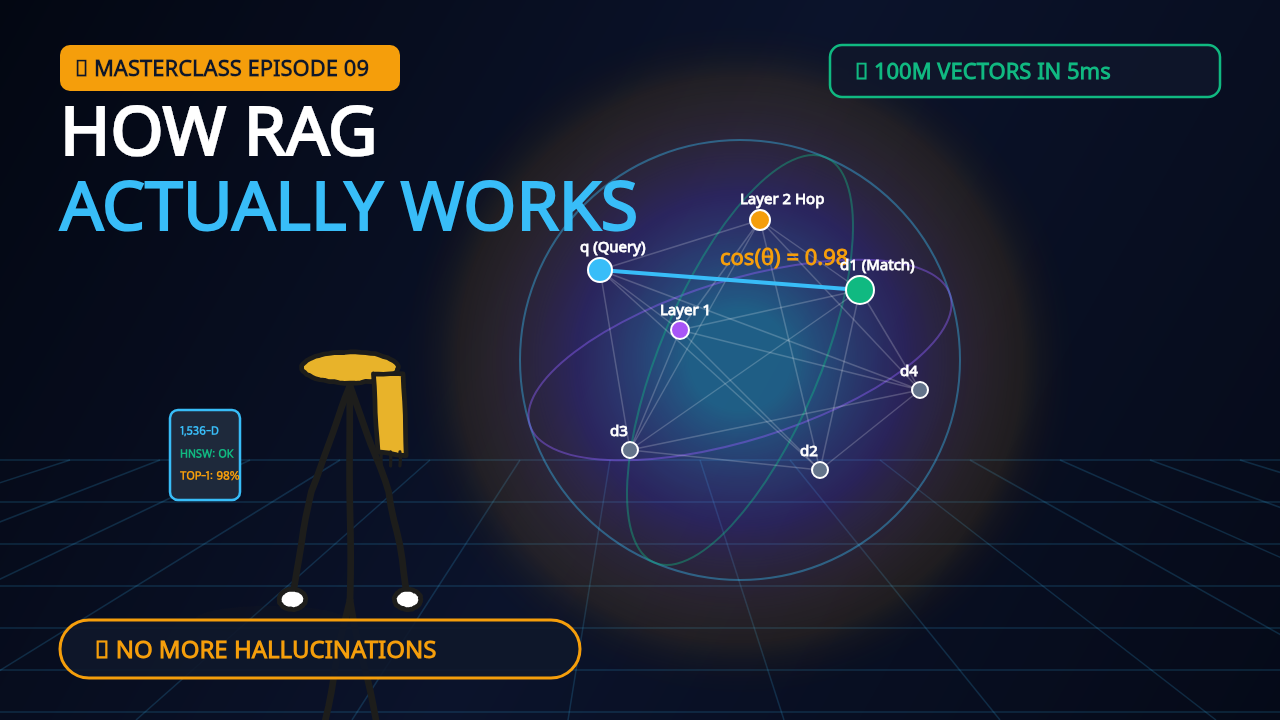 MASTERCLASS EPISODE 09
100M VECTORS IN 5ms
HOW RAG
ACTUALLY WORKS
Layer 2 Hop
q (Query)
cos(θ) = 0.98
d1 (Match)
Layer 1
d4
d3
d2
1,536-D
HNSW: OK
TOP-1: 98%
NO MORE HALLUCINATIONS